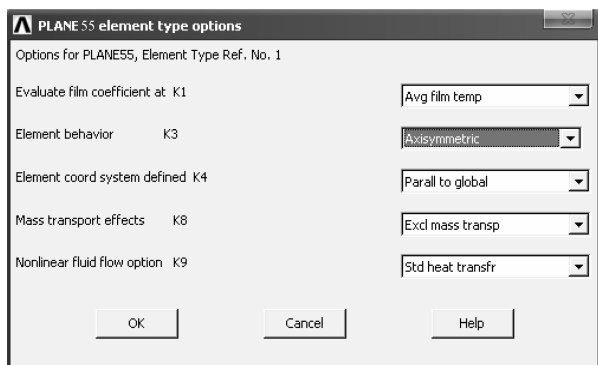 PLANE55 element type options
Options for PLANE55, Element Type Ref. No. 1
Evaluate film coefficient at K1 Avg film temp
Element behavior K3 Axisymmetric
Element coord system defined K4 Parall to global
Mass transport effects K8 Excl mass transp
Nonlinear fluid flow option K9 Std heat transfr
OK Cancel Help